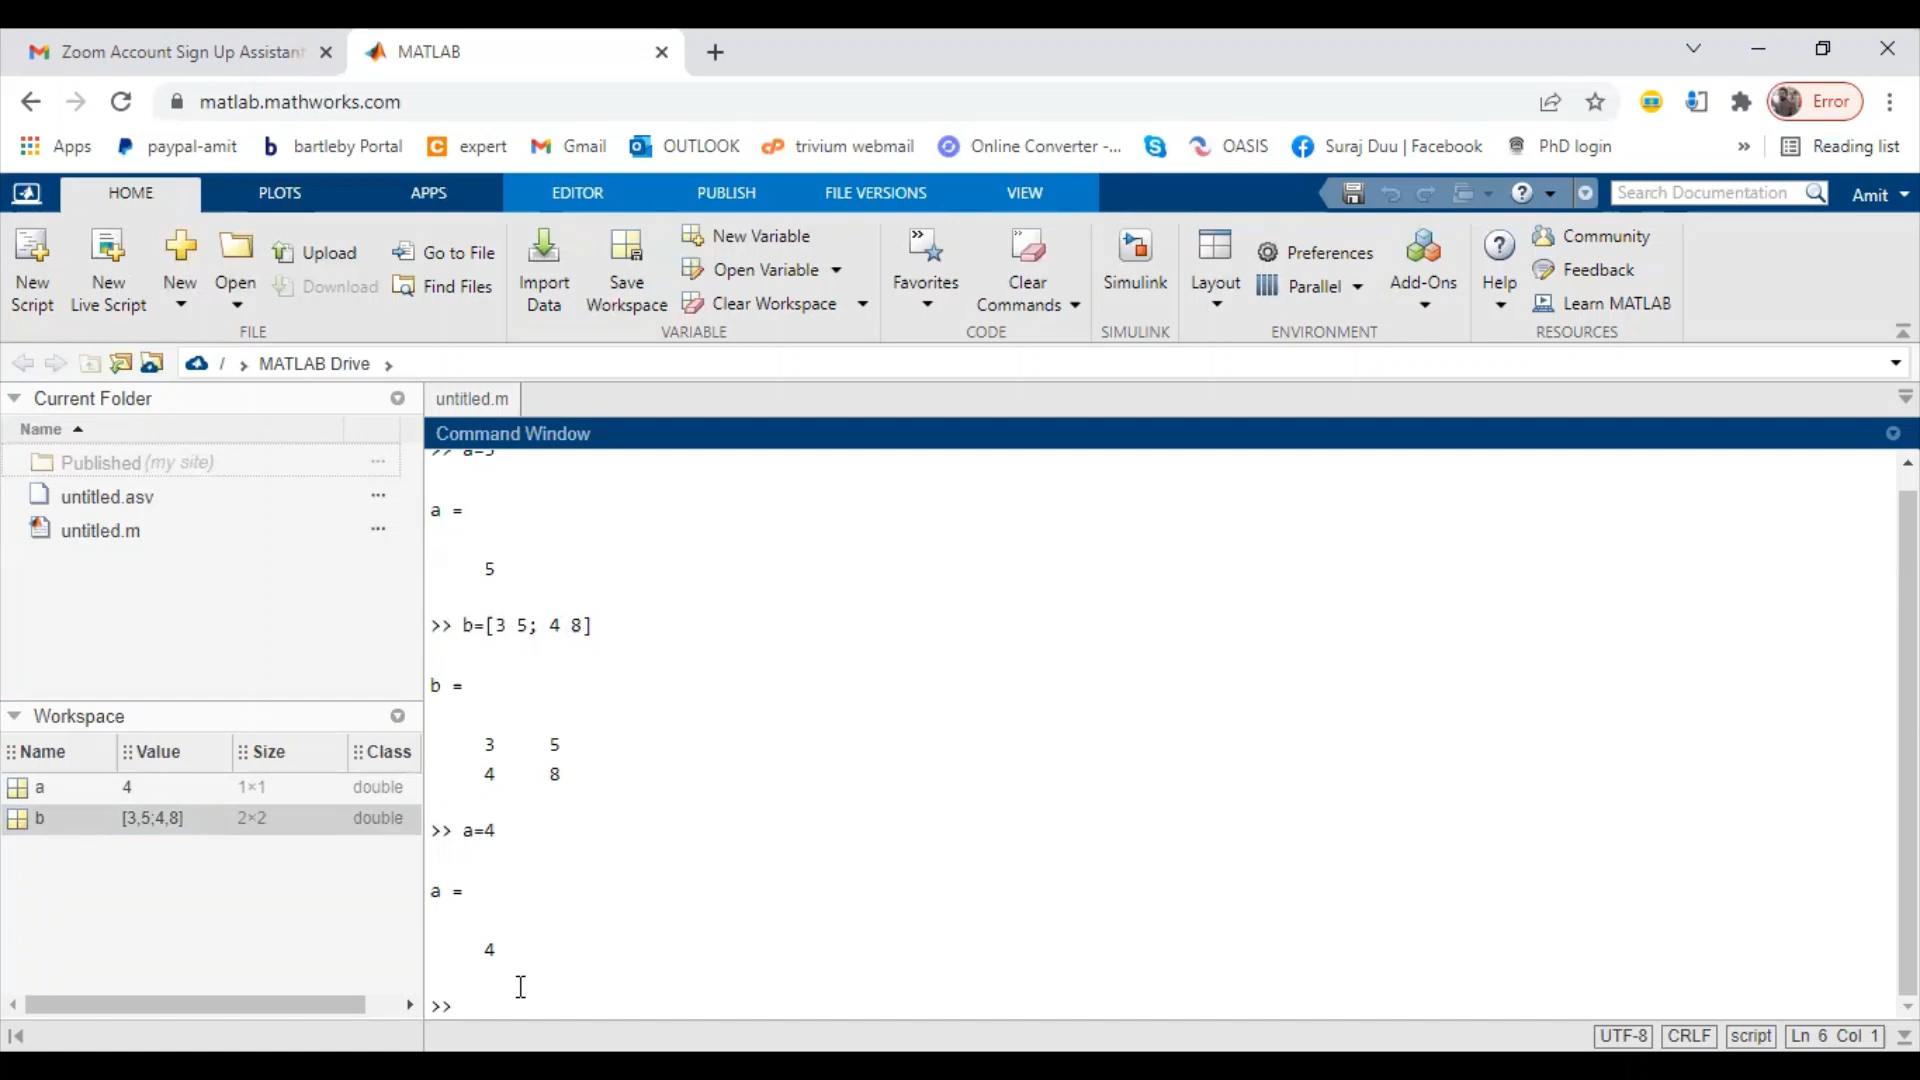 Zoom Account Sign Up Assistant
MATLAB
matlab.mathworks.com
Error
Apps
paypal-amit
bartleby Portal
expert
Gmail
OUTLOOK
trivium webmail
Online Converter -...
OASIS
Suraj Duu | Facebook
PhD login
»
Reading list
HOME
PLOTS
APPS
EDITOR
PUBLISH
FILE VERSIONS
VIEW
Search Documentation
Amit
New Script
New Live Script
New
Open
Upload
Download
Go to File
Find Files
FILE
Import Data
Save Workspace
New Variable
Open Variable
Clear Workspace
VARIABLE
Favorites
Clear Commands
CODE
Simulink
SIMULINK
Layout
Preferences
Parallel
Add-Ons
ENVIRONMENT
Help
Community
Feedback
Learn MATLAB
RESOURCES
/ > MATLAB Drive >
Current Folder
Name
Published (my site)
untitled.asv
untitled.m
Workspace
Name Value Size Class
a 4 1×1 double
b [3,5;4,8] 2×2 double
untitled.m
Command Window
>> a=5
a =
5
>> b=[3 5; 4 8]
b =
3 5
4 8
>> a=4
a =
4
>>
UTF-8 CRLF script Ln 6 Col 1